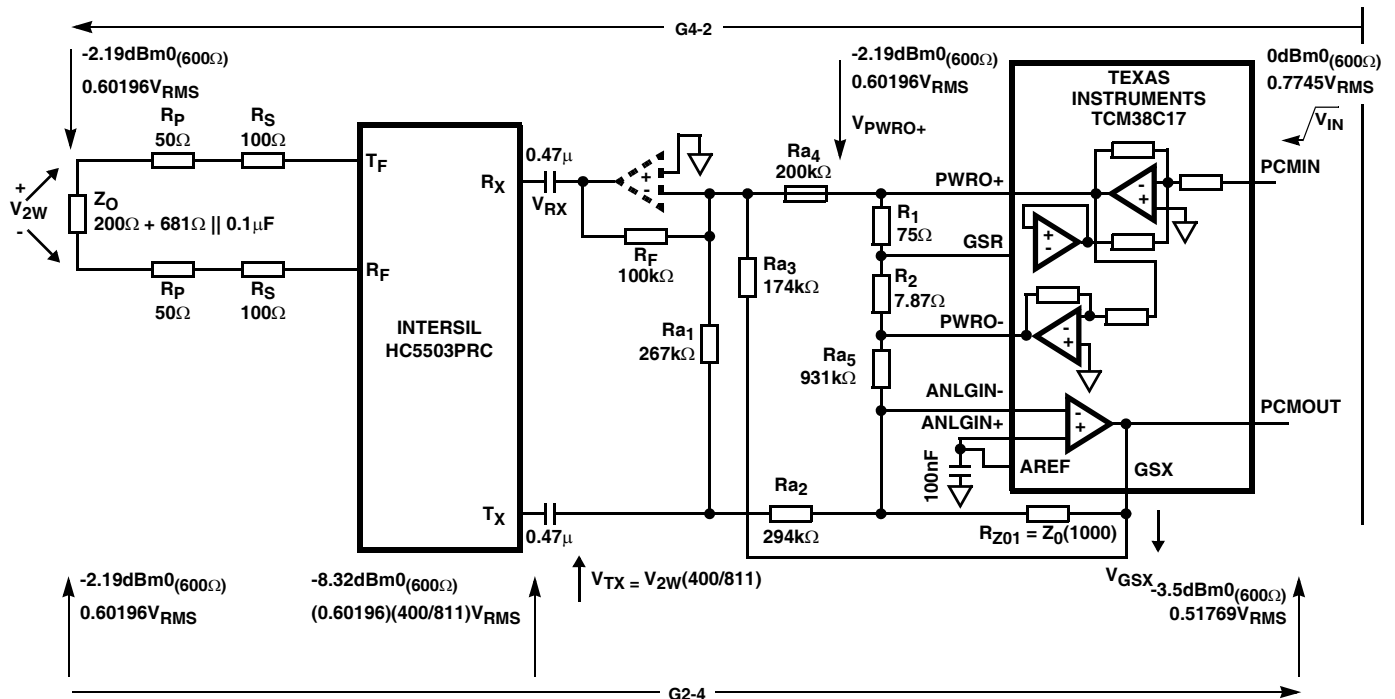 G4-2
-2.19dBm0(600Ω)
0.60196VRMS
-2.19dBm0(600Ω)
0.60196VRMS
VPWRO+
0dBm0(600Ω)
0.7745VRMS
VIN
TEXAS
INSTRUMENTS
TCM38C17
RP
50Ω
RS
100Ω
TF
0.47µ
RX
VRX
+
-
Ra4
200kΩ
PWRO+
PCMIN
-
+
+
V2W
-
ZO
200Ω + 681Ω || 0.1µF
R1
75Ω
GSR
+
-
RF
100kΩ
Ra3
174kΩ
R2
7.87Ω
PWRO-
-
+
RF
RP
50Ω
RS
100Ω
INTERSIL
HC5503PRC
Ra1
267kΩ
Ra5
931kΩ
ANLGIN-
ANLGIN+
-
+
PCMOUT
100nF
AREF
GSX
TX
0.47µ
Ra2
294kΩ
RZ01 = Z0(1000)
-2.19dBm0(600Ω)
0.60196VRMS
-8.32dBm0(600Ω)
(0.60196)(400/811)VRMS
VTX = V2W(400/811)
VGSX
-3.5dBm0(600Ω)
0.51769VRMS
G2-4